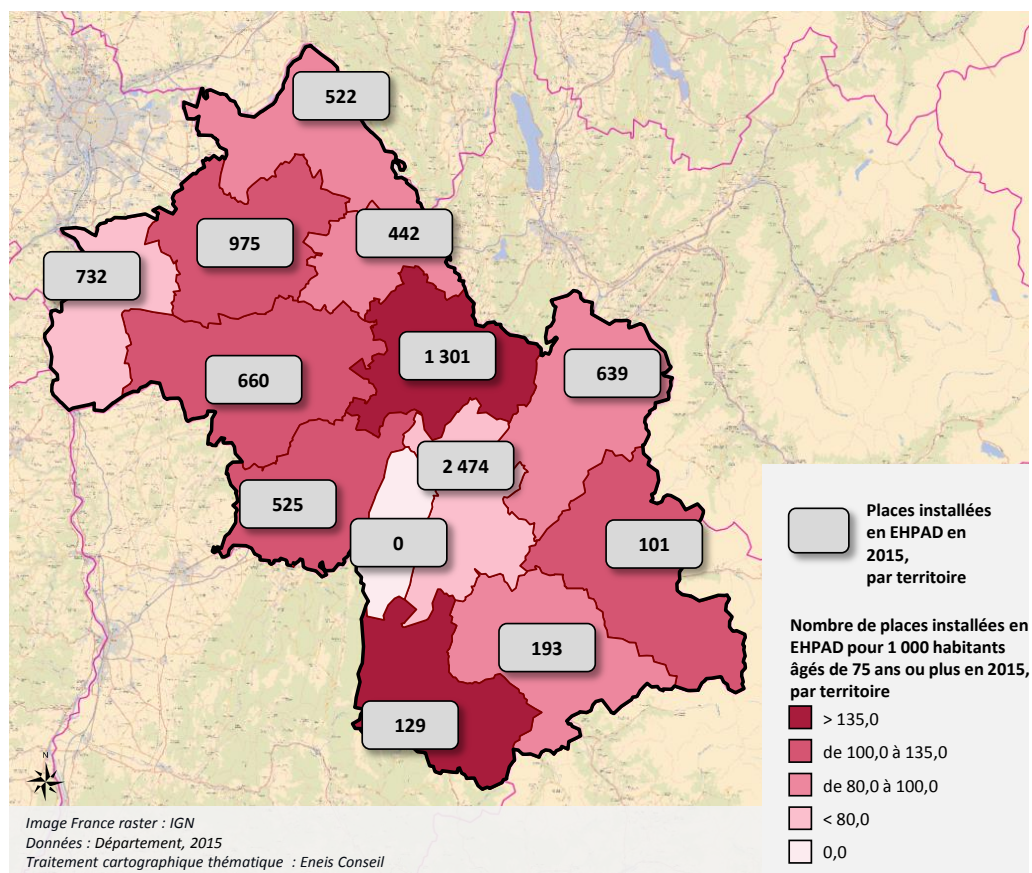 522
442
975
732
1 301
660
639
2 474
525
0
101
193
129
Places installées
en EHPAD en
2015,
par territoire
Nombre de places installées en
EHPAD pour 1 000 habitants
âgés de 75 ans ou plus en 2015,
par territoire
> 135,0
de 100,0 à 135,0
de 80,0 à 100,0
< 80,0
0,0
N
Image France raster : IGN
Données : Département, 2015
Traitement cartographique thématique : Eneis Conseil